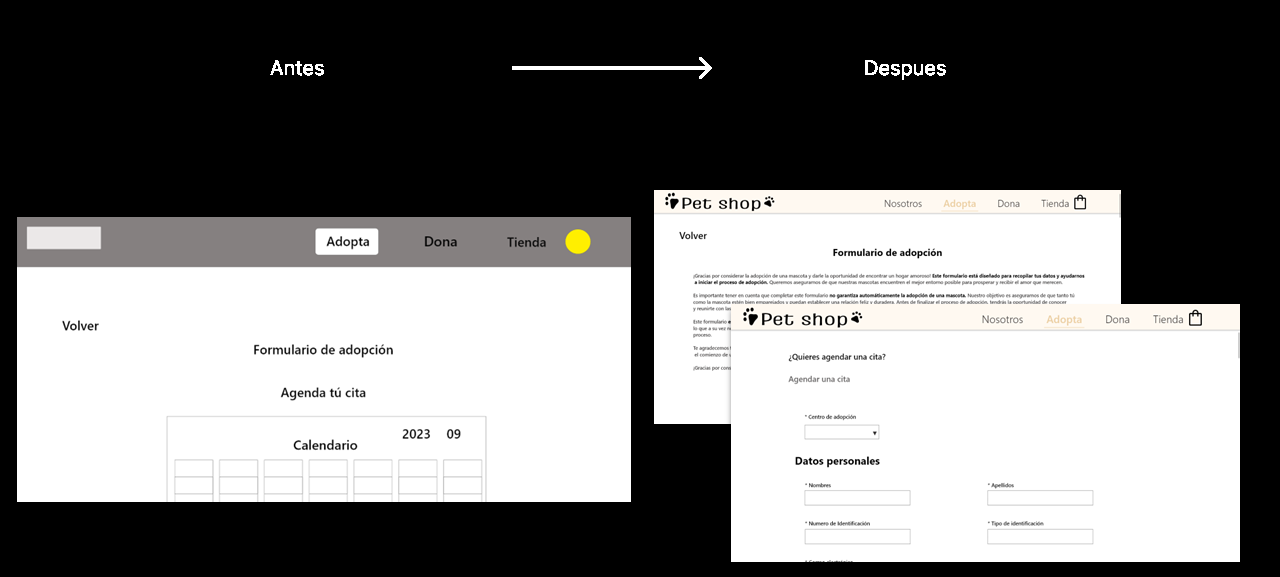 Antes
Despues
Adopta
Dona
Tienda
Volver
Formulario de adopción
Agenda tú cita
2023 09
Calendario
Pet shop
Nosotros
Adopta
Dona
Tienda
Volver
Formulario de adopción
¡Gracias por considerar la adopción de una mascota y darle la oportunidad de encontrar un hogar amoroso! Este formulario está diseñado para recopilar tus datos y ayudarnos
a iniciar el proceso de adopción. Queremos asegurarnos de que nuestras mascotas encuentren el mejor entorno posible para prosperar y recibir el amor que merecen.
Es importante tener en cuenta que completar este formulario no garantiza automáticamente la adopción de una mascota. Nuestro objetivo es asegurarnos de que tanto tú
como la mascota estén bien emparejados y puedan establecer una relación feliz y duradera. Antes de finalizar el proceso de adopción, tendrás la oportunidad de conocer
y reunirte con las
Este formulario
lo que a su vez
proceso.
Te agradecemos
el comienzo de
¡Gracias por
Pet shop
Nosotros
Adopta
Dona
Tienda
¿Quieres agendar una cita?
Agendar una cita
* Centro de adopción
Datos personales
* Nombres
* Apellidos
* Numero de Identificación
* Tipo de identificación